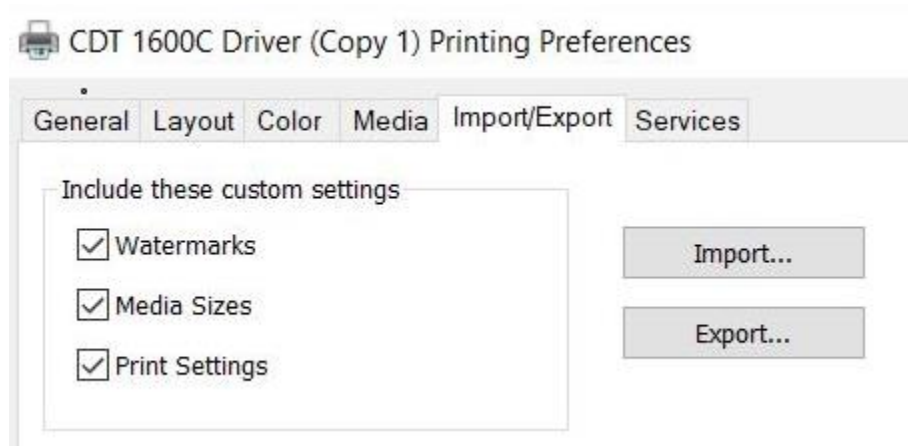 CDT 1600C Driver (Copy 1) Printing Preferences
General Layout Color Media Import/Export Services
Include these custom settings
Watermarks
Import...
Media Sizes
Export...
Print Settings